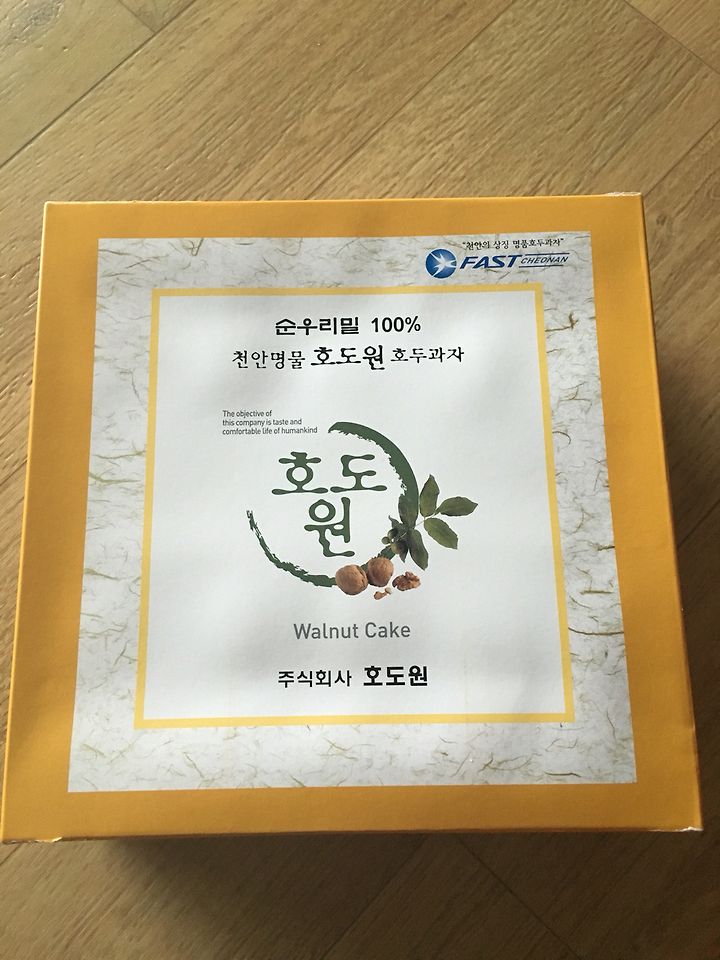 "천안의 상징 명품호두과자"
FAST CHEONAN
순우리밀 100%
천안명물 호도원 호두과자
The objective of
this company is taste and
comfortable life of humankind
호도
원
Walnut Cake
주식회사 호도원